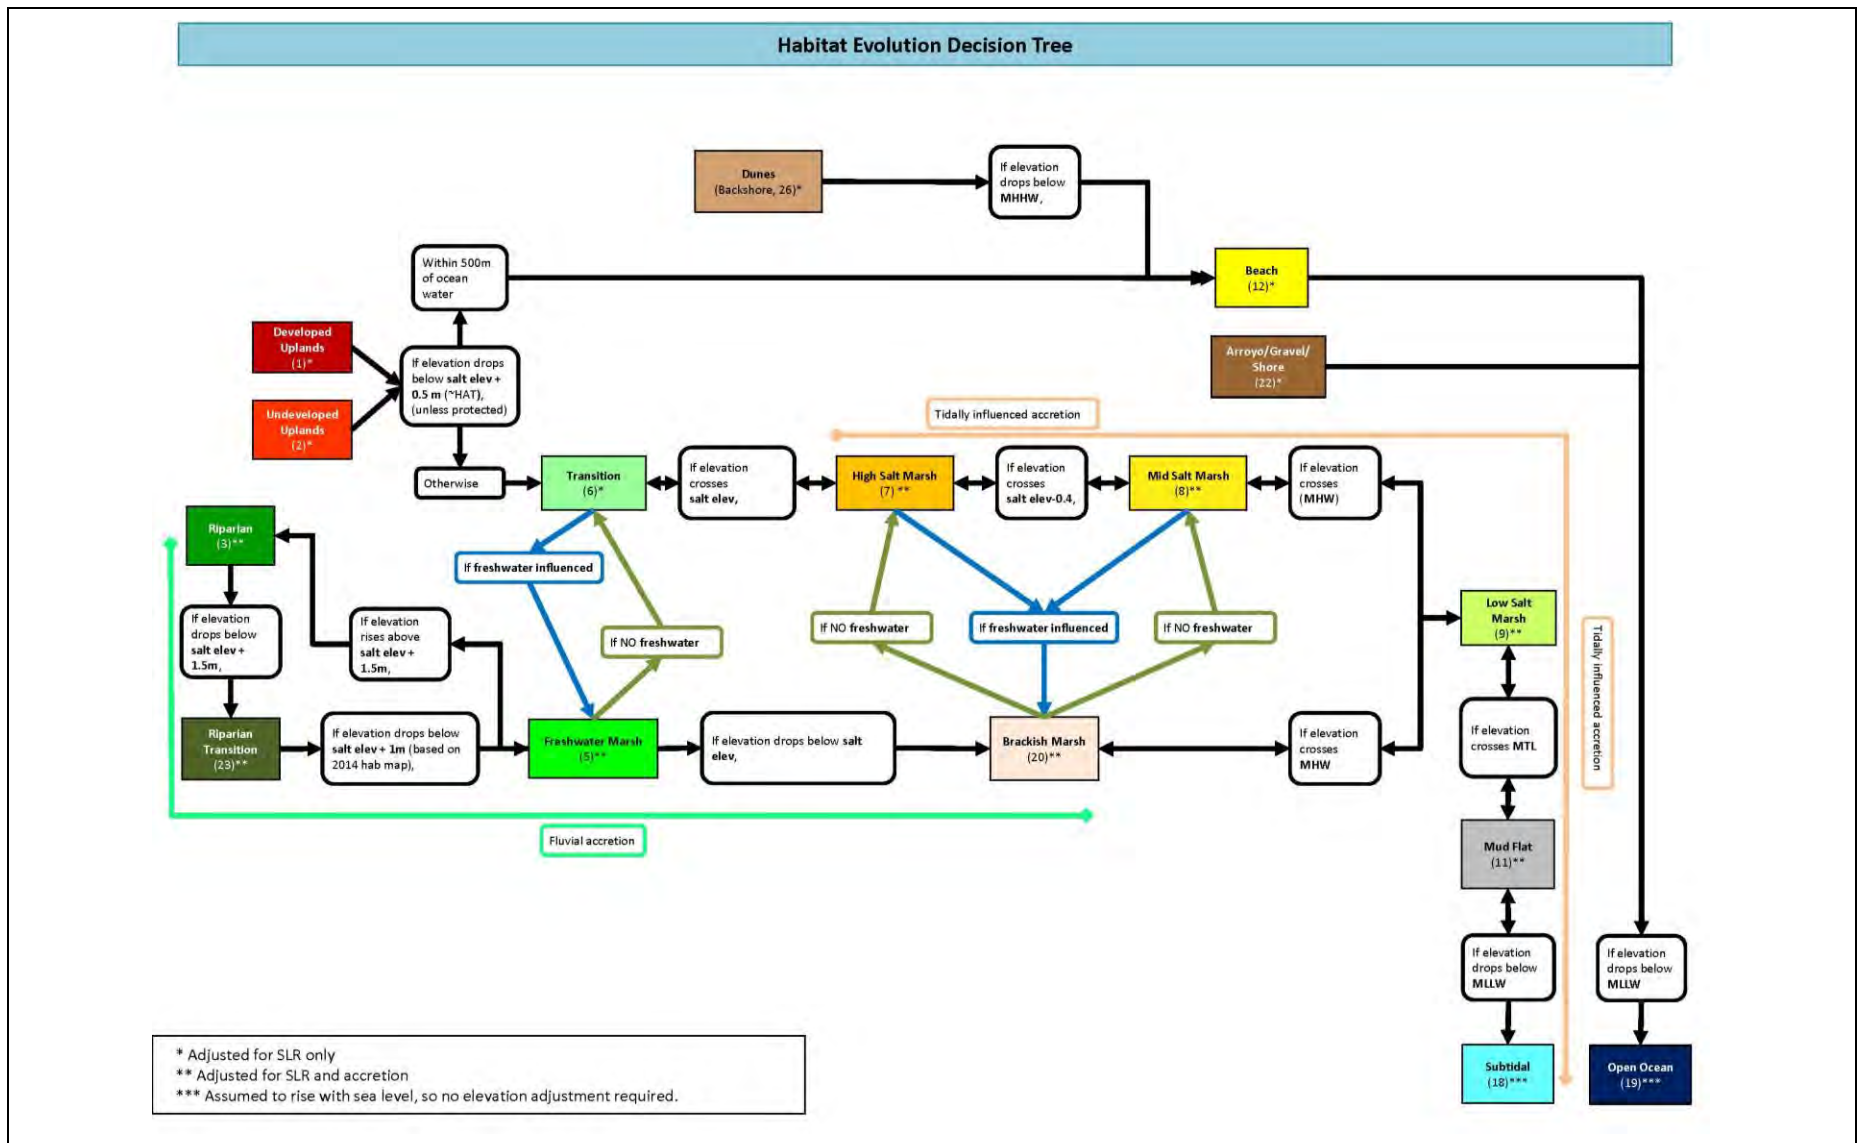 Habitat Evolution Decision Tree
Dunes
(Backshore, 26)*
If elevation
drops below
MHHW,
Within 500m
of ocean
water
Beach
(12)*
Developed
Uplands
(1)*
If elevation drops
below salt elev +
0.5 m (~HAT),
(unless protected)
Arroyo/Gravel/
Shore
(22)*
Undeveloped
Uplands
(2)*
Tidally influenced accretion
Otherwise
Transition
(6)*
If elevation
crosses
salt elev,
High Salt Marsh
(7) **
If elevation
crosses
salt elev-0.4,
Mid Salt Marsh
(8)**
If elevation
crosses
(MHW)
Riparian
(3)**
If freshwater influenced
If elevation
drops below
salt elev +
1.5m,
If elevation
rises above
salt elev +
1.5m,
If NO freshwater
If NO freshwater
If freshwater influenced
If NO freshwater
Low Salt
Marsh
(9)**
Tidally influenced accretion
Riparian
Transition
(23)**
If elevation drops below
salt elev + 1m (based on
2014 hab map),
Freshwater Marsh
(5)**
If elevation drops below salt
elev,
Brackish Marsh
(20)**
If elevation
crosses
MHW
If elevation
crosses MTL
Fluvial accretion
Mud Flat
(11)**
If elevation
drops below
MLLW
If elevation
drops below
MLLW
Subtidal
(18)***
Open Ocean
(19)***
* Adjusted for SLR only
** Adjusted for SLR and accretion
*** Assumed to rise with sea level, so no elevation adjustment required.